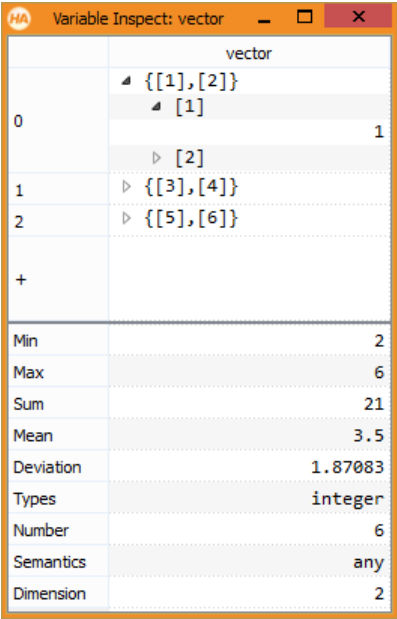 HA Variable Inspect: vector
vector
0 {[1],[2]}
[1]
1
[2]
1 {[3],[4]}
2 {[5],[6]}
+
Min 2
Max 6
Sum 21
Mean 3.5
Deviation 1.87083
Types integer
Number 6
Semantics any
Dimension 2